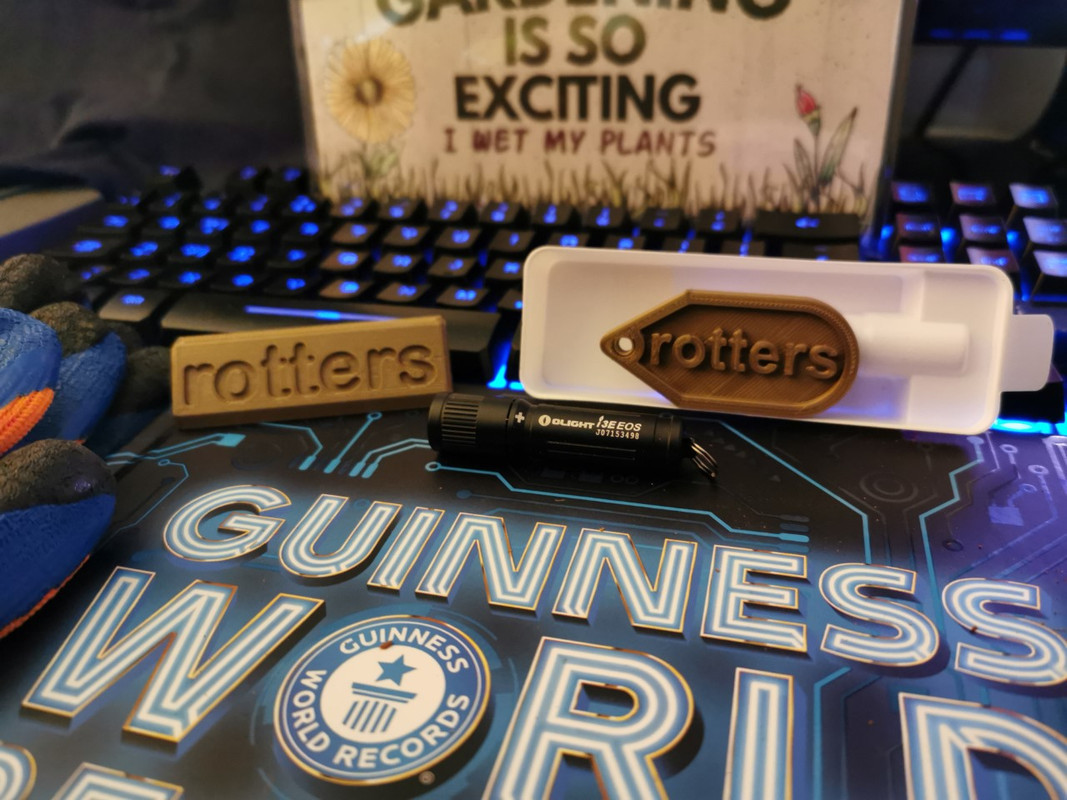 GARDENING
IS SO
EXCITING
I WET MY PLANTS
rotters
rotters
+ OLIGHT i3E EOS
J07153498
GUINNESS
WORLD
GUINNESS
WORLD RECORDS